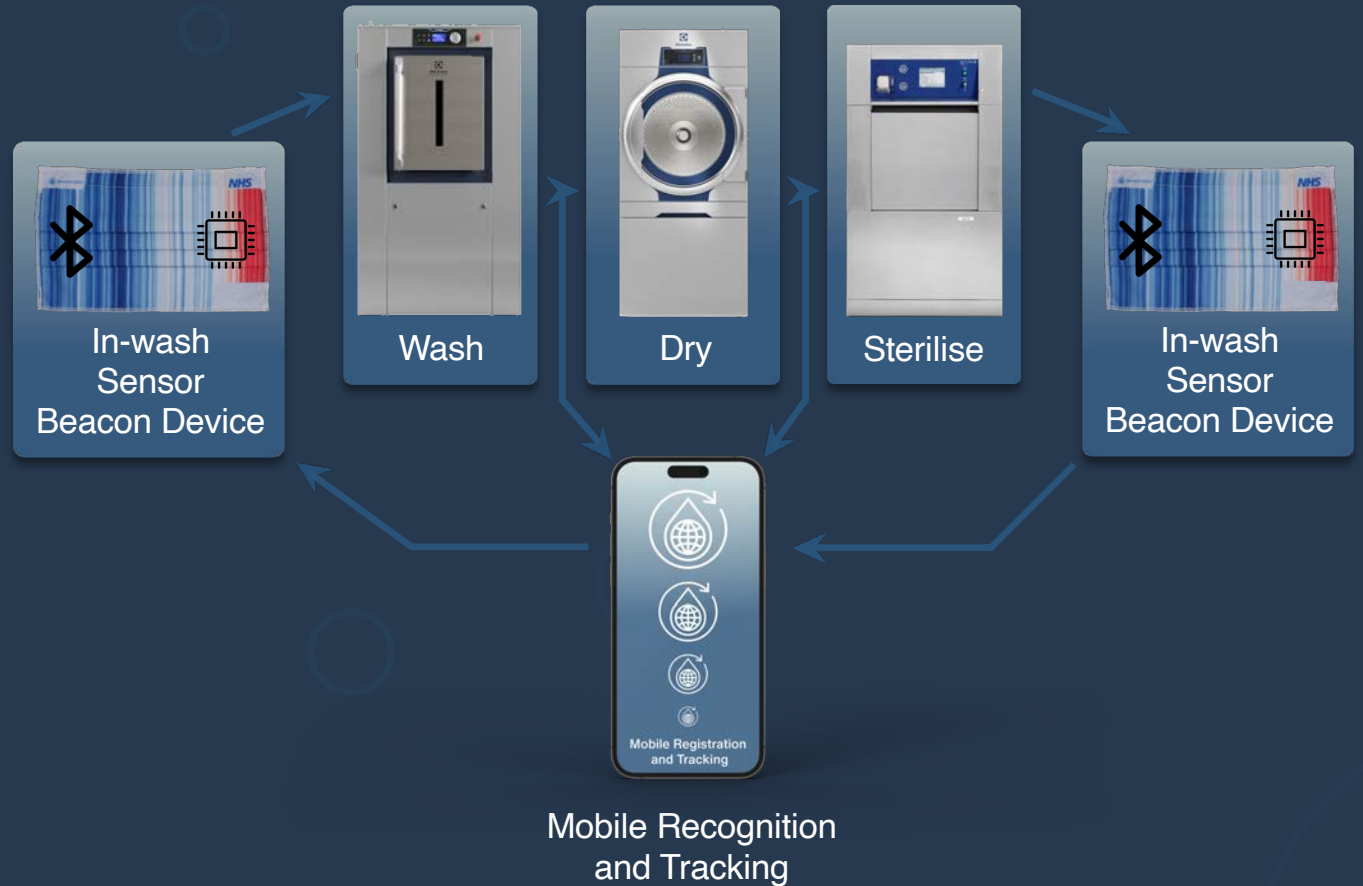 NHS
In-wash
Sensor
Beacon Device
Wash
Dry
Sterilise
NHS
In-wash
Sensor
Beacon Device
Mobile Registration
and Tracking
Mobile Recognition
and Tracking